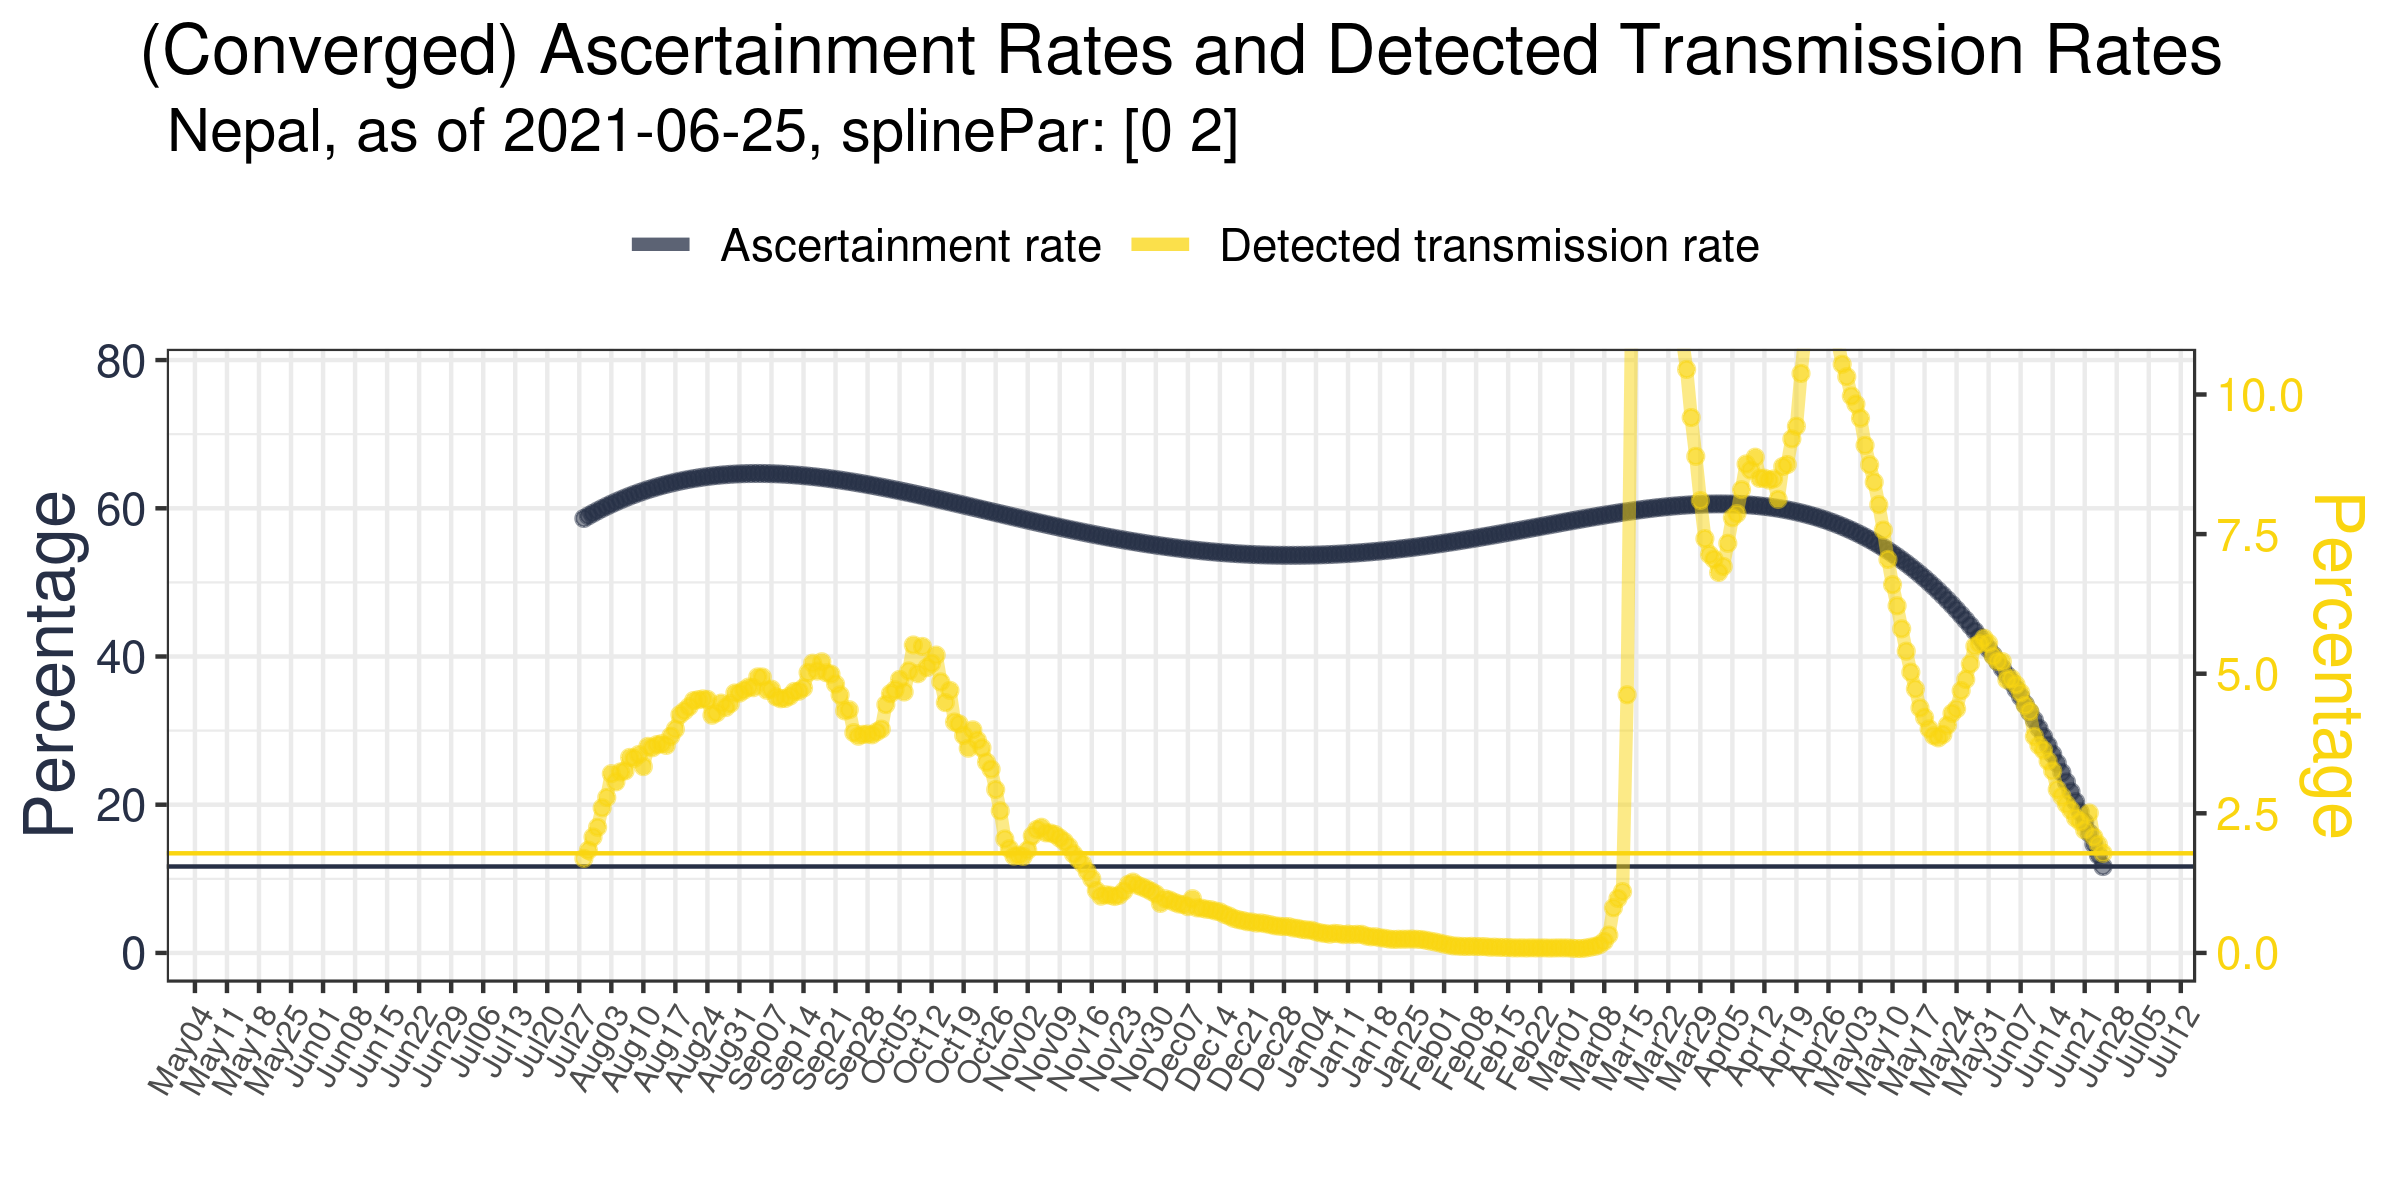 (Converged) Ascertainment Rates and Detected Transmission Rates
Nepal, as of 2021-06-25, splinePar: [0 2]
Ascertainment rate
Detected transmission rate
Percentage
80
60
40
20
0
10.0
7.5
5.0
2.5
0.0
Percentage
May04
May11
May18
May25
Jun01
Jun08
Jun15
Jun22
Jun29
Jul06
Jul13
Jul20
Jul27
Aug03
Aug10
Aug17
Aug24
Aug31
Sep07
Sep14
Sep21
Sep28
Oct05
Oct12
Oct19
Oct26
Nov02
Nov09
Nov16
Nov23
Nov30
Dec07
Dec14
Dec21
Dec28
Jan04
Jan11
Jan18
Jan25
Feb01
Feb08
Feb15
Feb22
Mar01
Mar08
Mar15
Mar22
Mar29
Apr05
Apr12
Apr19
Apr26
May03
May10
May17
May24
May31
Jun07
Jun14
Jun21
Jun28
Jul05
Jul12